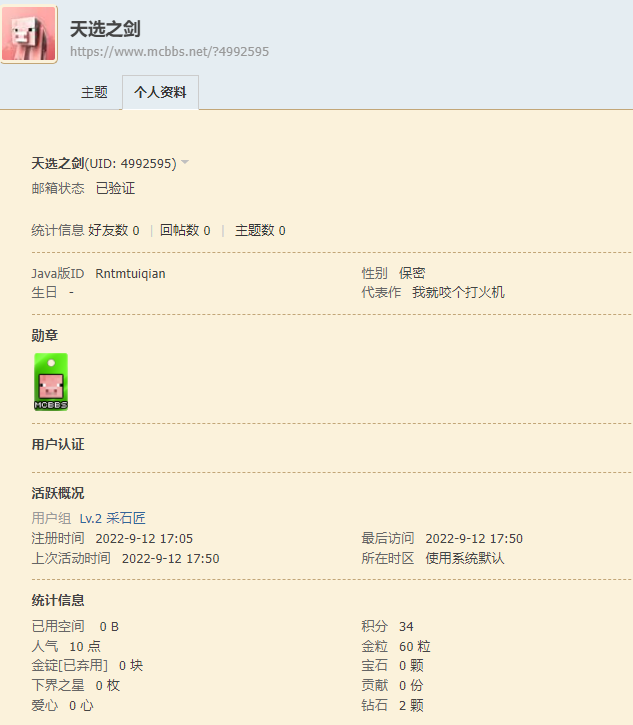 天选之剑
https://www.mcbbs.net/?4992595
主题 个人资料
天选之剑(UID: 4992595)
邮箱状态 已验证
统计信息 好友数 0 | 回帖数 0 | 主题数 0
Java版ID Rntmtuiqian 性别 保密
生日 - 代表作 我就咬个打火机
勋章
MCBBS
用户认证
活跃概况
用户组 Lv.2 采石匠
注册时间 2022-9-12 17:05 最后访问 2022-9-12 17:50
上次活动时间 2022-9-12 17:50 所在时区 使用系统默认
统计信息
已用空间 0 B 积分 34
人气 10 点 金粒 60 粒
金锭[已弃用] 0 块 宝石 0 颗
下界之星 0 枚 贡献 0 份
爱心 0 心 钻石 2 颗